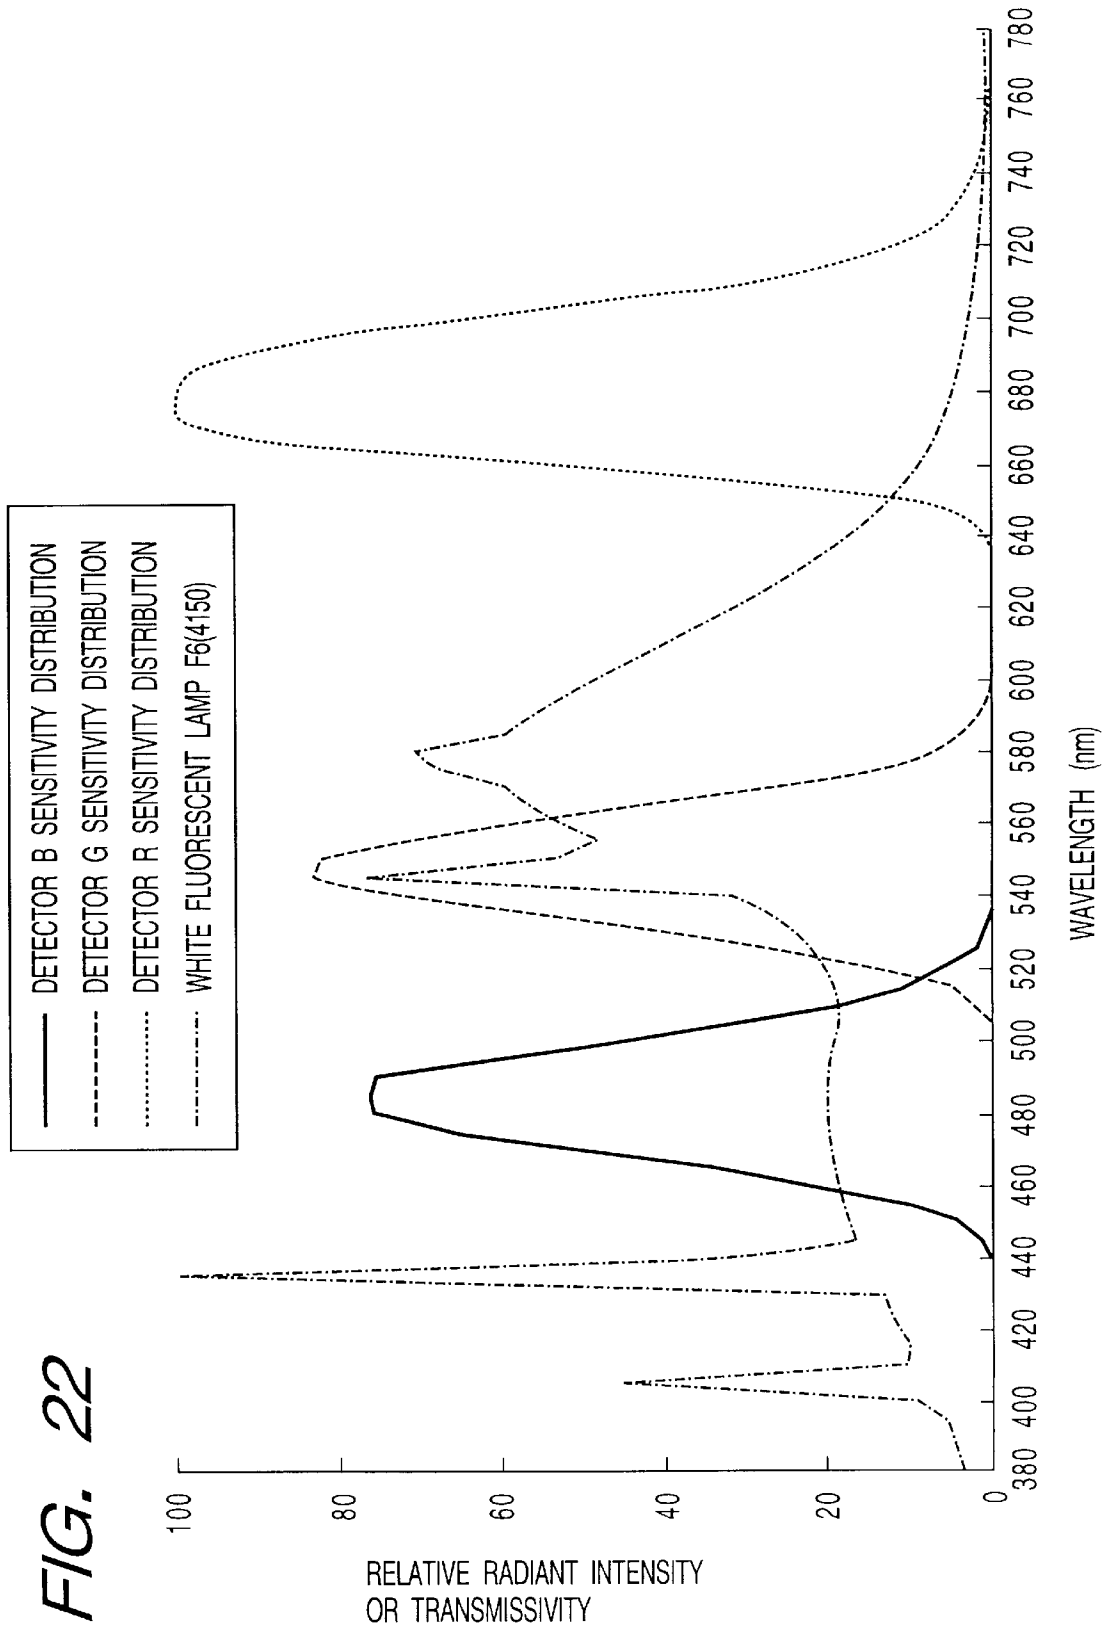 FIG. 22
DETECTOR B SENSITIVITY DISTRIBUTION
DETECTOR G SENSITIVITY DISTRIBUTION
DETECTOR R SENSITIVITY DISTRIBUTION
WHITE FLUORESCENT LAMP F6(4150)
RELATIVE RADIANT INTENSITY
OR TRANSMISSIVITY
100
80
60
40
20
0
380 400 420 440 460 480 500 520 540 560 580 600 620 640 660 680 700 720 740 760 780
WAVELENGTH (nm)